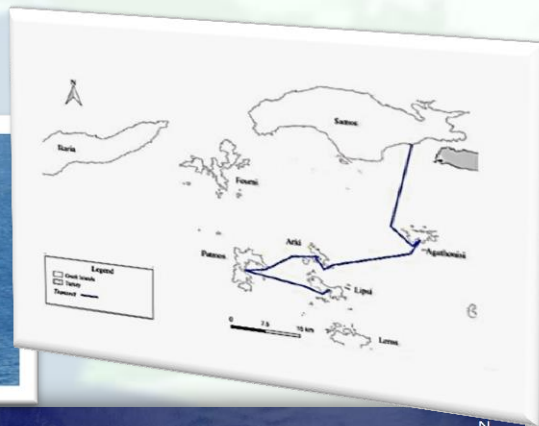 N
Samos
Ikaria
Fourni
Arki
Patmos
Agathonisi
Legend
Greek Islands
Turkey
Transect
Lipsi
0 7.5 15 km
Leros
N